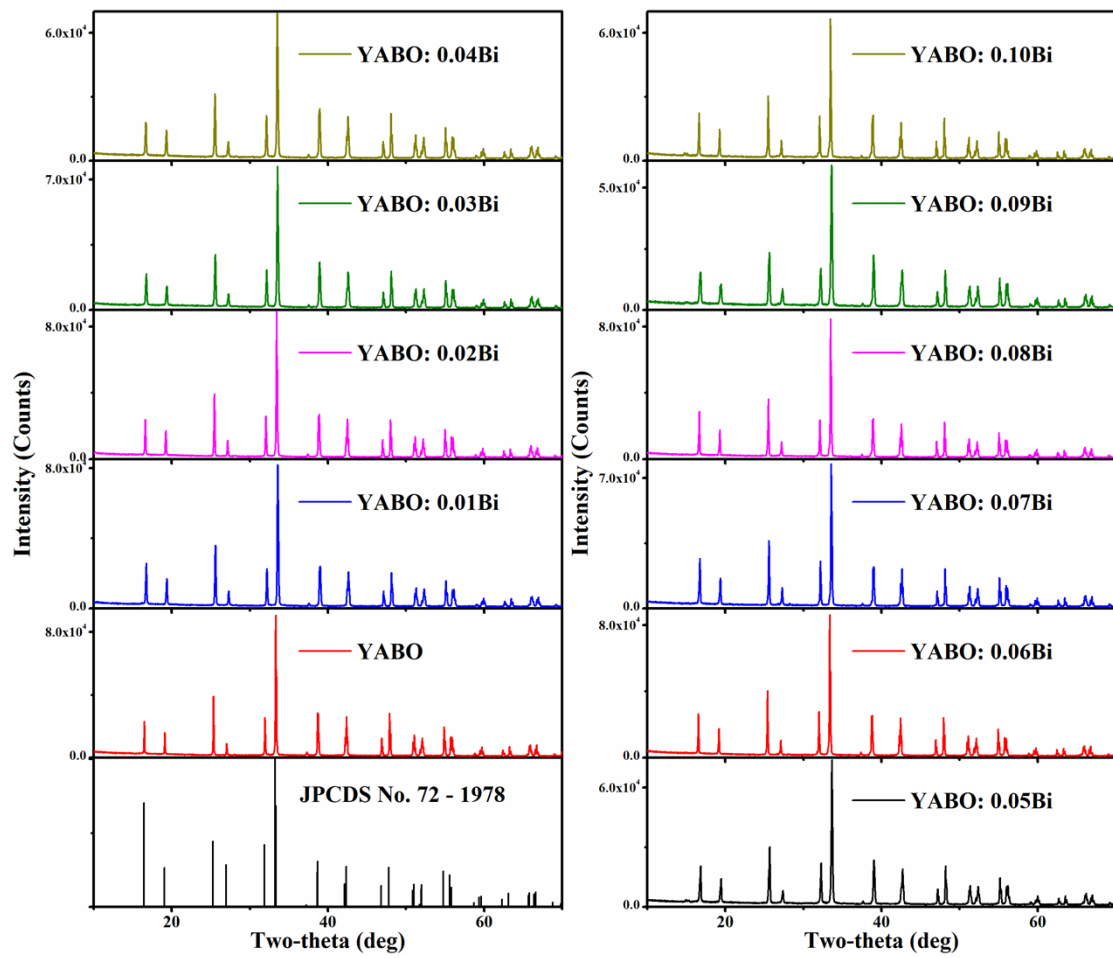 6.0x10⁴
YABO: 0.04Bi
0.0
7.0x10⁴
YABO: 0.03Bi
0.0
8.0x10⁴
YABO: 0.02Bi
0.0
8.0x10⁴
YABO: 0.01Bi
0.0
8.0x10⁴
YABO
0.0
JPCDS No. 72 - 1978
20 40 60
Two-theta (deg)
Intensity (Counts)
6.0x10⁴
YABO: 0.10Bi
0.0
5.0x10⁴
YABO: 0.09Bi
0.0
8.0x10⁴
YABO: 0.08Bi
0.0
7.0x10⁴
YABO: 0.07Bi
0.0
8.0x10⁴
YABO: 0.06Bi
0.0
6.0x10⁴
YABO: 0.05Bi
0.0
20 40 60
Two-theta (deg)
Intensity (Counts)